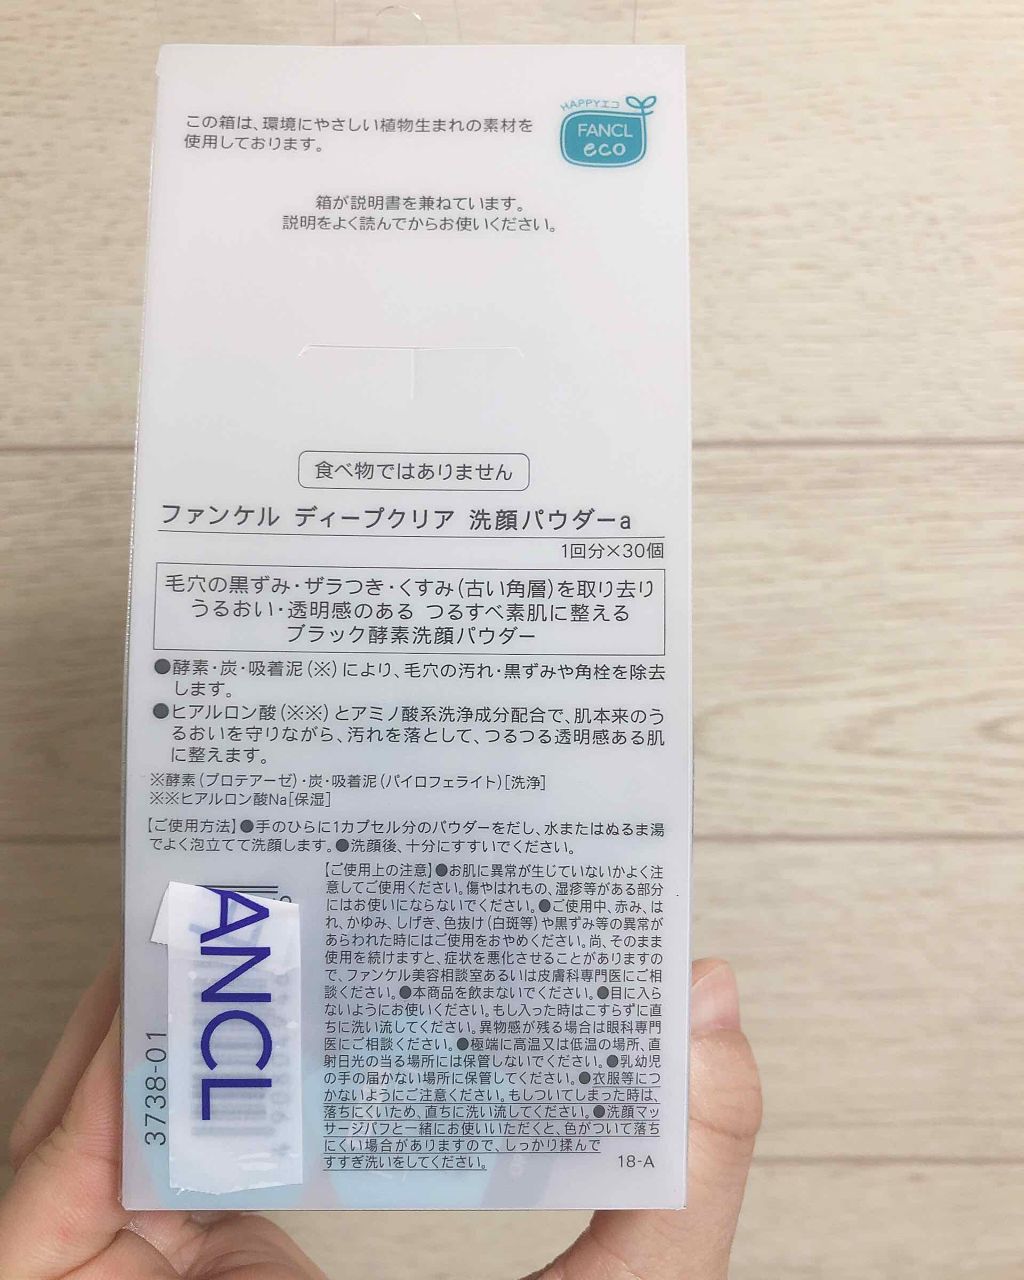 この箱は、環境にやさしい植物生まれの素材を
使用しております。
HAPPYエコ
FANCL
eco
箱が説明書を兼ねています。
説明をよく読んでからお使いください。
食べ物ではありません
ファンケル ディープクリア 洗顔パウダーa
1回分×30個
毛穴の黒ずみ・ザラつき・くすみ(古い角層)を取り去り
うるおい・透明感のある つるすべ素肌に整える
ブラック酵素洗顔パウダー
●酵素・炭・吸着泥(※)により、毛穴の汚れ・黒ずみや角栓を除去
します。
●ヒアルロン酸(※※)とアミノ酸系洗浄成分配合で、肌本来のう
るおいを守りながら、汚れを落として、つるつる透明感ある肌
に整えます。
※酵素(プロテアーゼ)・炭・吸着泥(パイロフェライト)[洗浄]
※※ヒアルロン酸Na[保湿]
【ご使用方法】●手のひらに1カプセル分のパウダーをだし、水またはぬるま湯
でよく泡立てて洗顔します。●洗顔後、十分にすすいでください。
【ご使用上の注意】●お肌に異常が生じていないかよく注
意してご使用ください。傷やはれもの、湿疹等がある部分
にはお使いにならないでください。●ご使用中、赤み、は
れ、かゆみ、しげき、色抜け(白斑等)や黒ずみ等の異常が
あらわれた時にはご使用をおやめください。尚、そのまま
使用を続けますと、症状を悪化させることがありますの
で、ファンケル美容相談室あるいは皮膚科専門医にご相
談ください。●本商品を飲まないでください。●目に入ら
ないようにお使いください。もし入った時はこすらずに直
ちに洗い流してください。異物感が残る場合は眼科専門
医にご相談ください。●極端に高温又は低温の場所、直
射日光の当る場所には保管しないでください。●乳幼児
の手の届かない場所に保管してください。●衣服等につ
かないようにご注意ください。もしついてしまった時は、
落ちにくいため、直ちに洗い流してください。●洗顔マッ
サージパフと一緒にお使いいただくと、色がついて落ち
にくい場合がありますので、しっかり揉んで
すすぎ洗いをしてください。
18-A
3738-01
ANCL